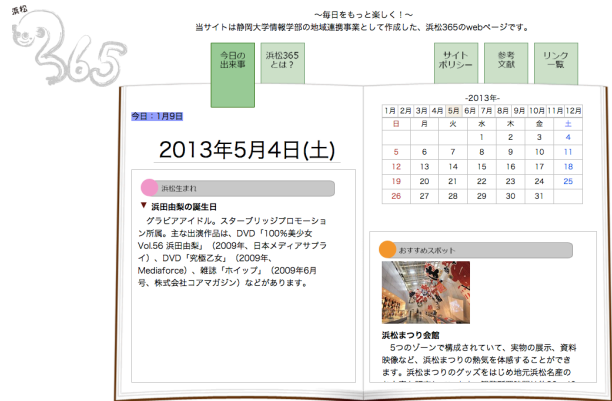 浜松
365
～毎日をもっと楽しく！～
当サイトは静岡大学情報学部の地域連携事業として作成した、浜松365のwebページです。
今日の
出来事
浜松365
とは？
サイト
ポリシー
参考
文献
リンク
一覧
今日：1月9日
2013年5月4日(土)
浜松生まれ
▼ 浜田由梨の誕生日
グラビアアイドル。スターブリッジプロモーショ
ン所属。主な出演作品は、DVD「100％美少女
Vol.56 浜田由梨」（2009年、日本メディアサプラ
イ）、DVD「究極乙女」（2009年、
Mediaforce）、雑誌「ホイップ」（2009年6月
号、株式会社コアマガジン）などがあります。
-2013年-
1月 2月 3月 4月 5月 6月 7月 8月 9月 10月 11月 12月
日 月 火 水 木 金 土
1 2 3 4
5 6 7 8 9 10 11
12 13 14 15 16 17 18
19 20 21 22 23 24 25
26 27 28 29 30 31
おすすめスポット
浜松まつり会館
5つのゾーンで構成されていて、実物の展示、資料
映像など、浜松まつりの熱気を体感することができ
ます。浜松まつりのグッズをはじめ地元浜松名産の